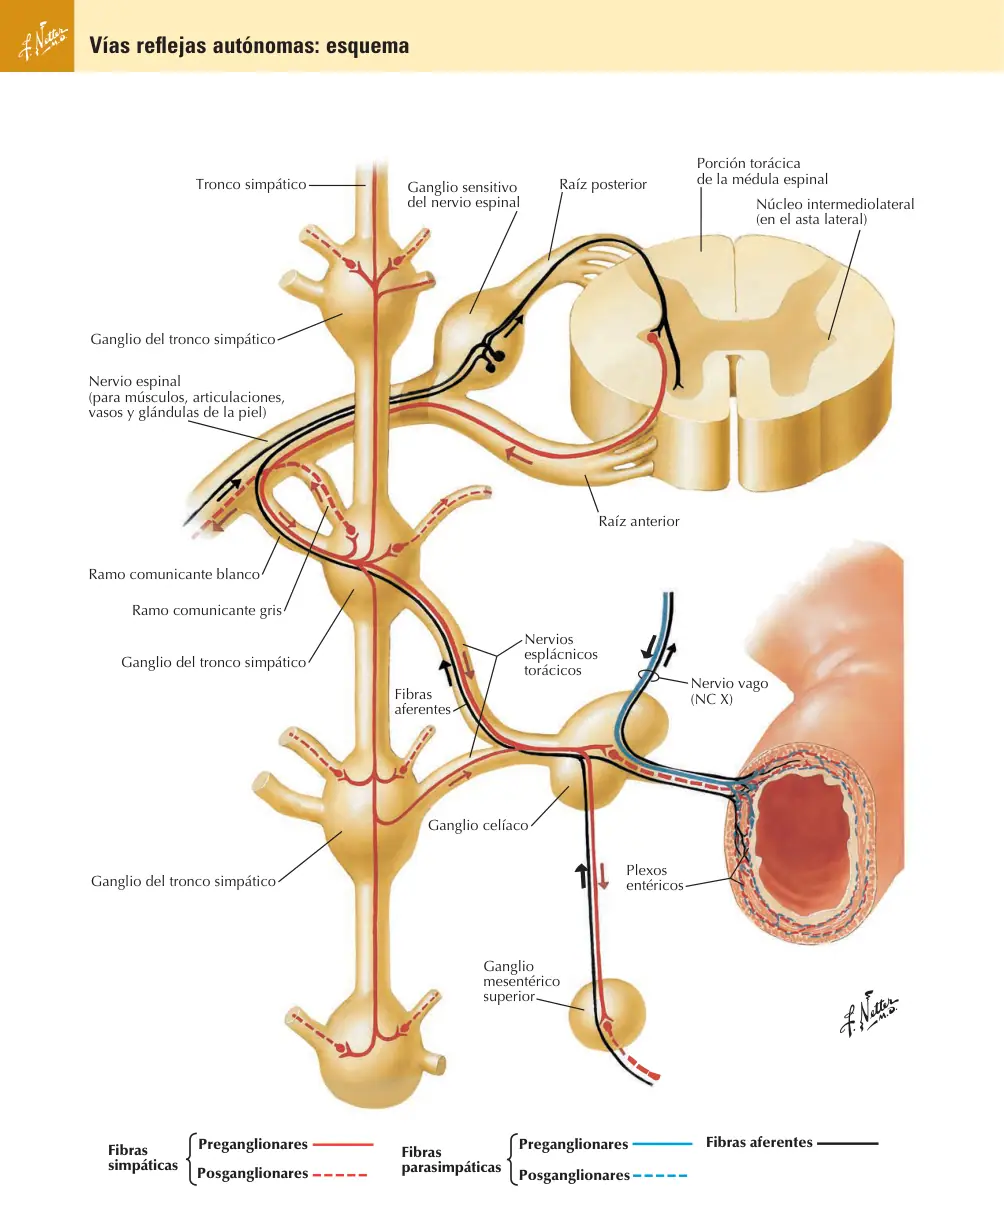 F. Netter M.D.
Vías reflejas autónomas: esquema
Tronco simpático
Ganglio sensitivo
del nervio espinal
Raíz posterior
Porción torácica
de la médula espinal
Núcleo intermediolateral
(en el asta lateral)
Ganglio del tronco simpático
Nervio espinal
(para músculos, articulaciones,
vasos y glándulas de la piel)
Raíz anterior
Ramo comunicante blanco
Ramo comunicante gris
Ganglio del tronco simpático
Nervios
esplácnicos
torácicos
Nervio vago
(NC X)
Fibras
aferentes
Ganglio celíaco
Ganglio del tronco simpático
Plexos
entéricos
Ganglio
mesentérico
superior
F. Netter M.D.
Fibras
simpáticas
Preganglionares
Posganglionares
Fibras
parasimpáticas
Preganglionares
Posganglionares
Fibras aferentes